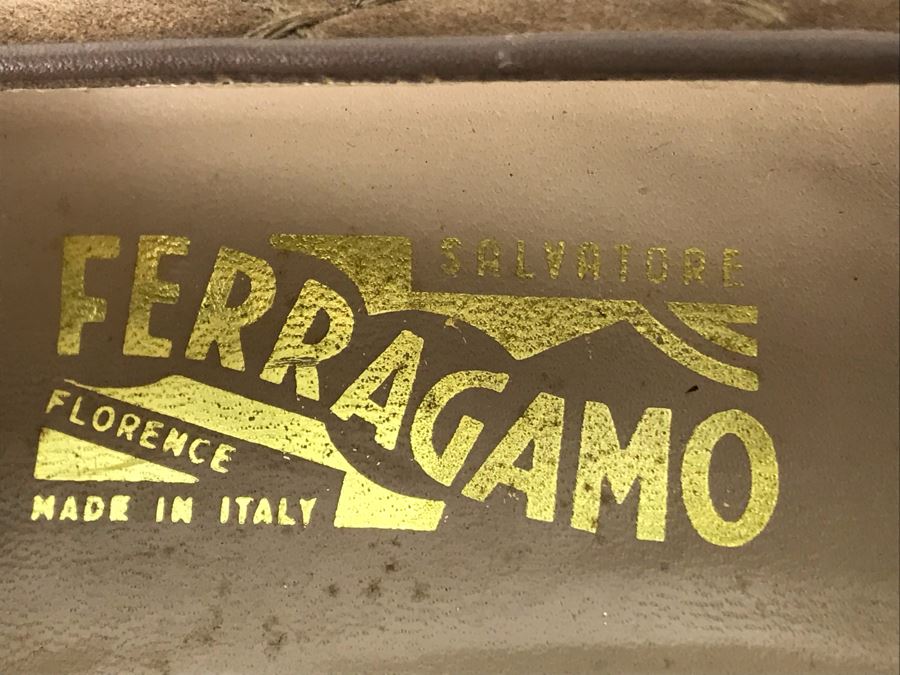 SALVATORE
FERRAGAMO
FLORENCE
MADE IN ITALY